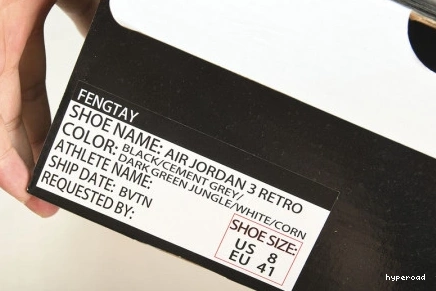 FENGTAY
SHOE NAME: AIR JORDAN 3 RETRO
COLOR: BLACK/CEMENT GREY/
DARK GREEN JUNGLE/WHITE/CORN
ATHLETE NAME:
SHIP DATE: BVTN
REQUESTED BY:
SHOE SIZE:
US 8
EU 41
hyperoad